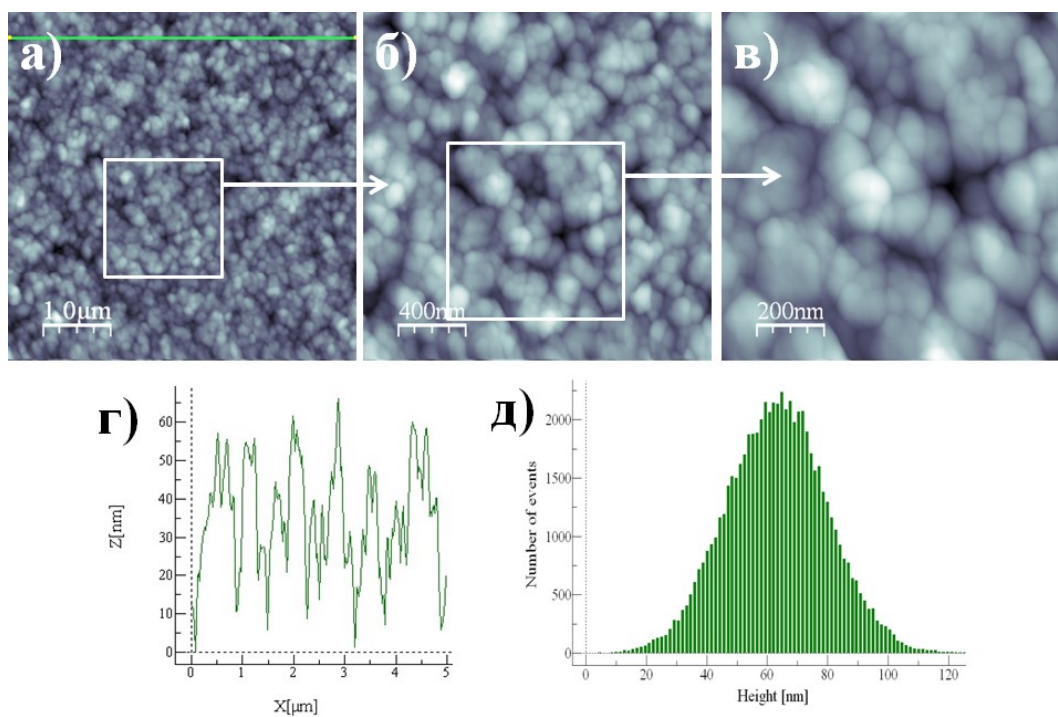 а)
б)
в)
1.0µm
400nm
200nm
г)
60
50
40
30
20
10
0
Z[nm]
0 1 2 3 4 5
X[µm]
д)
2000
1500
1000
500
0
Number of events
0 20 40 60 80 100 120
Height [nm]